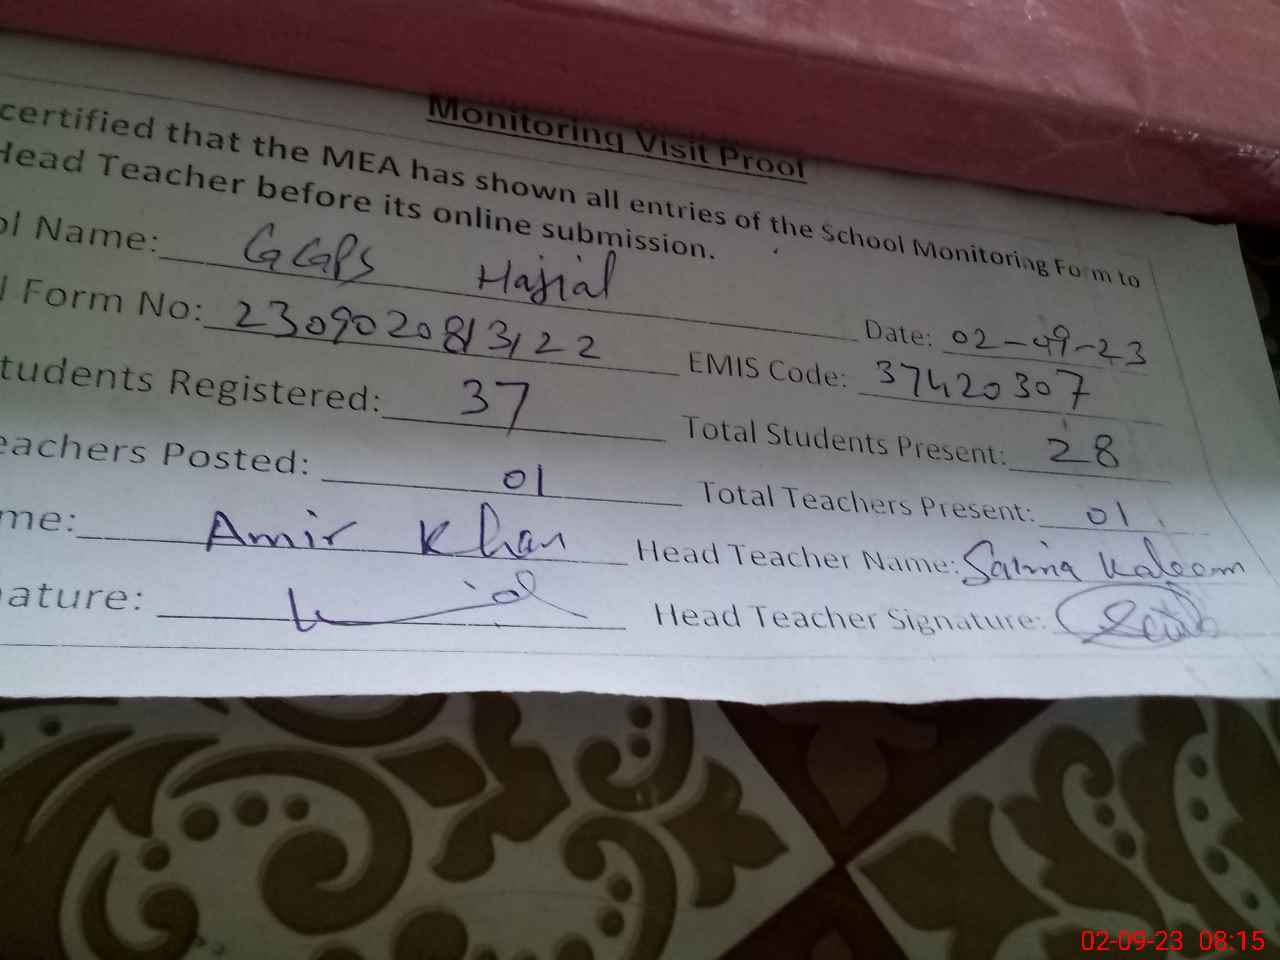 Monitoring Visit Proof
certified that the MEA has shown all entries of the School Monitoring Form to
Head Teacher before its online submission.
ol Name: GGPS Hajial
Date: 02-09-23
l Form No: 2309020813122
EMIS Code: 37420307
tudents Registered: 37
Total Students Present: 28
eachers Posted: 01
Total Teachers Present: 01
me: Amir Khan
Head Teacher Name: Salma Kaleem
nature:
Head Teacher Signature:
02-09-23 08:15